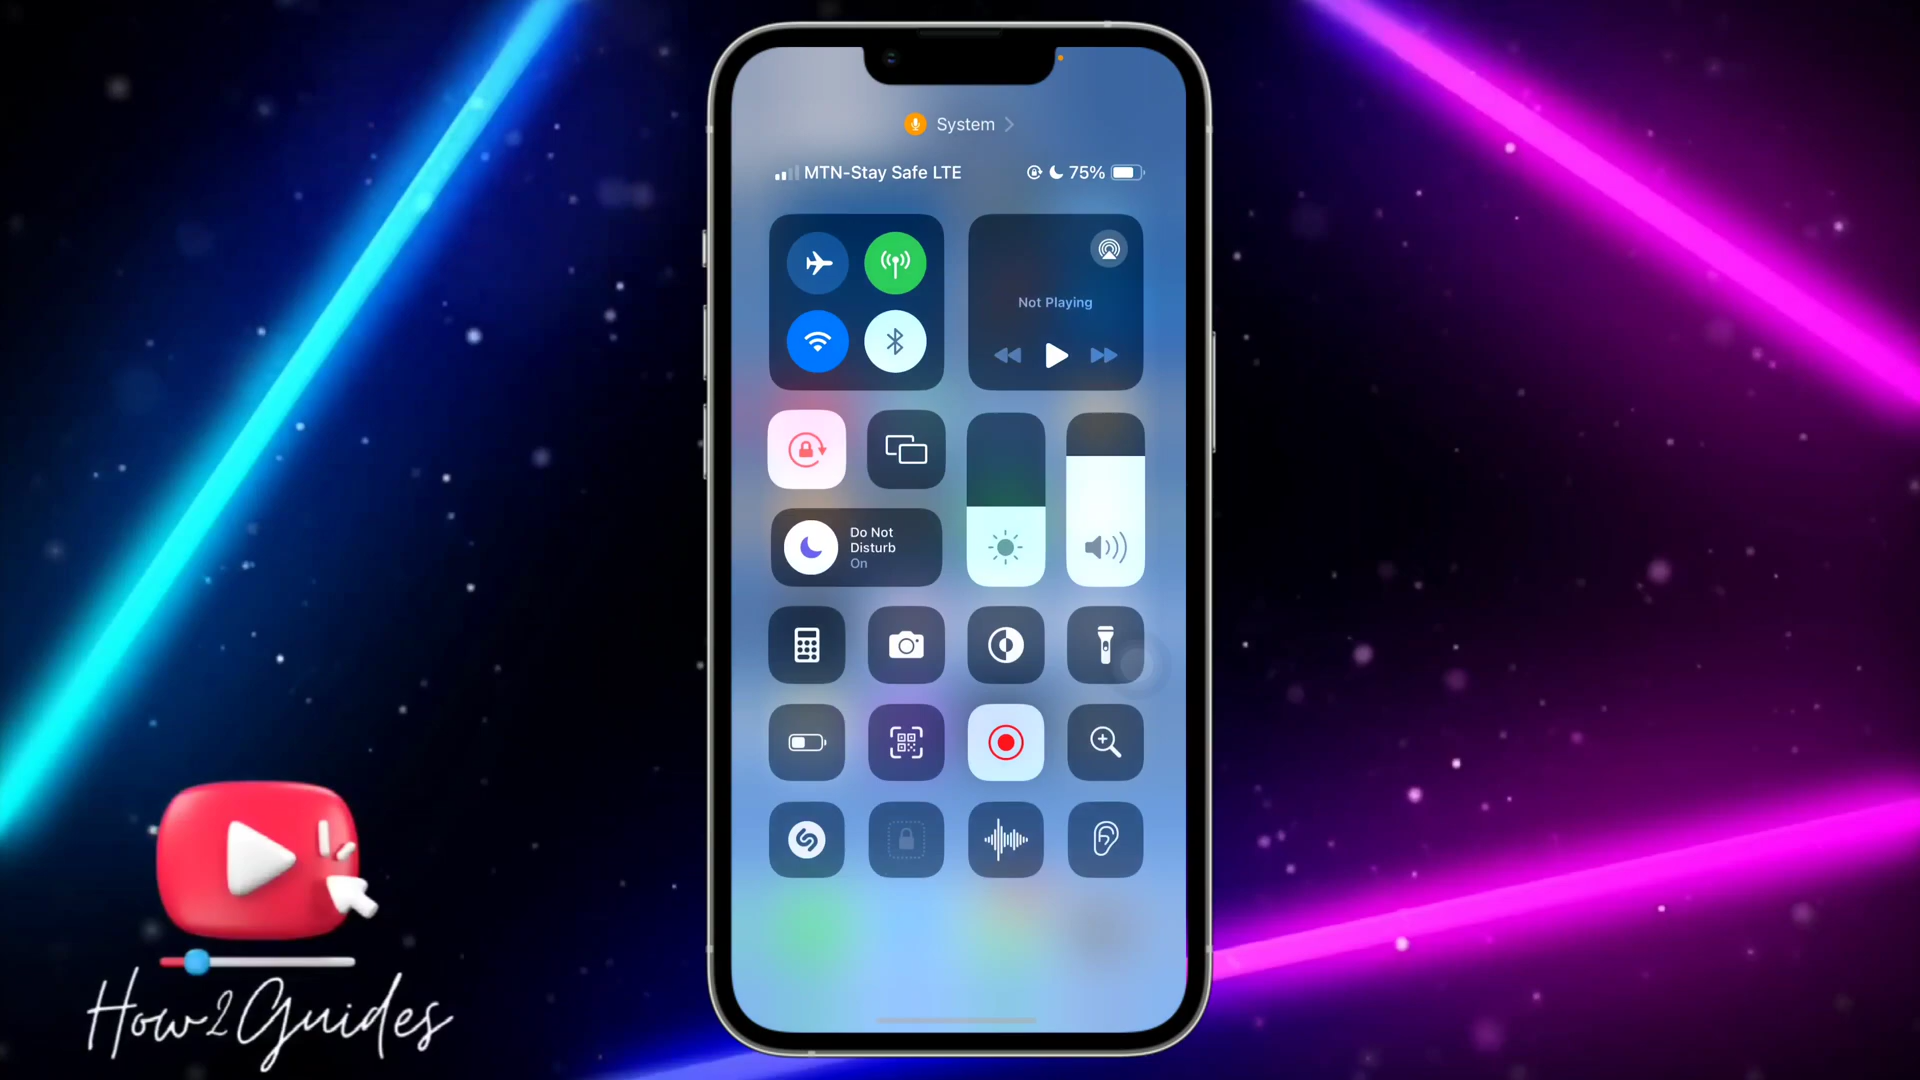 System
MTN-Stay Safe LTE 75%
Not Playing
Do Not
Disturb
On
How2Guides